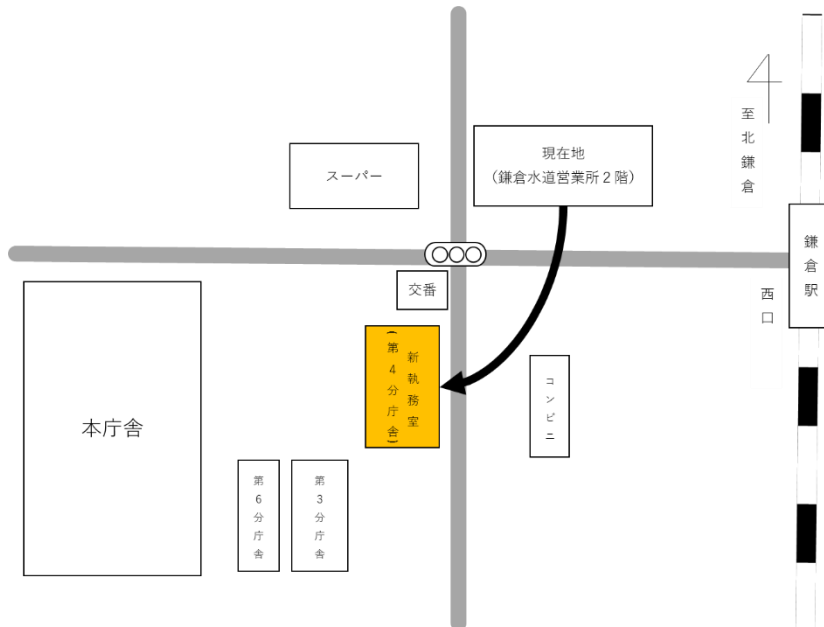 現在地
（鎌倉水道営業所２階）
至北鎌倉
スーパー
鎌倉駅
西口
交番
新執務室
（第４分庁舎）
コンビニ
本庁舎
第６分庁舎
第３分庁舎